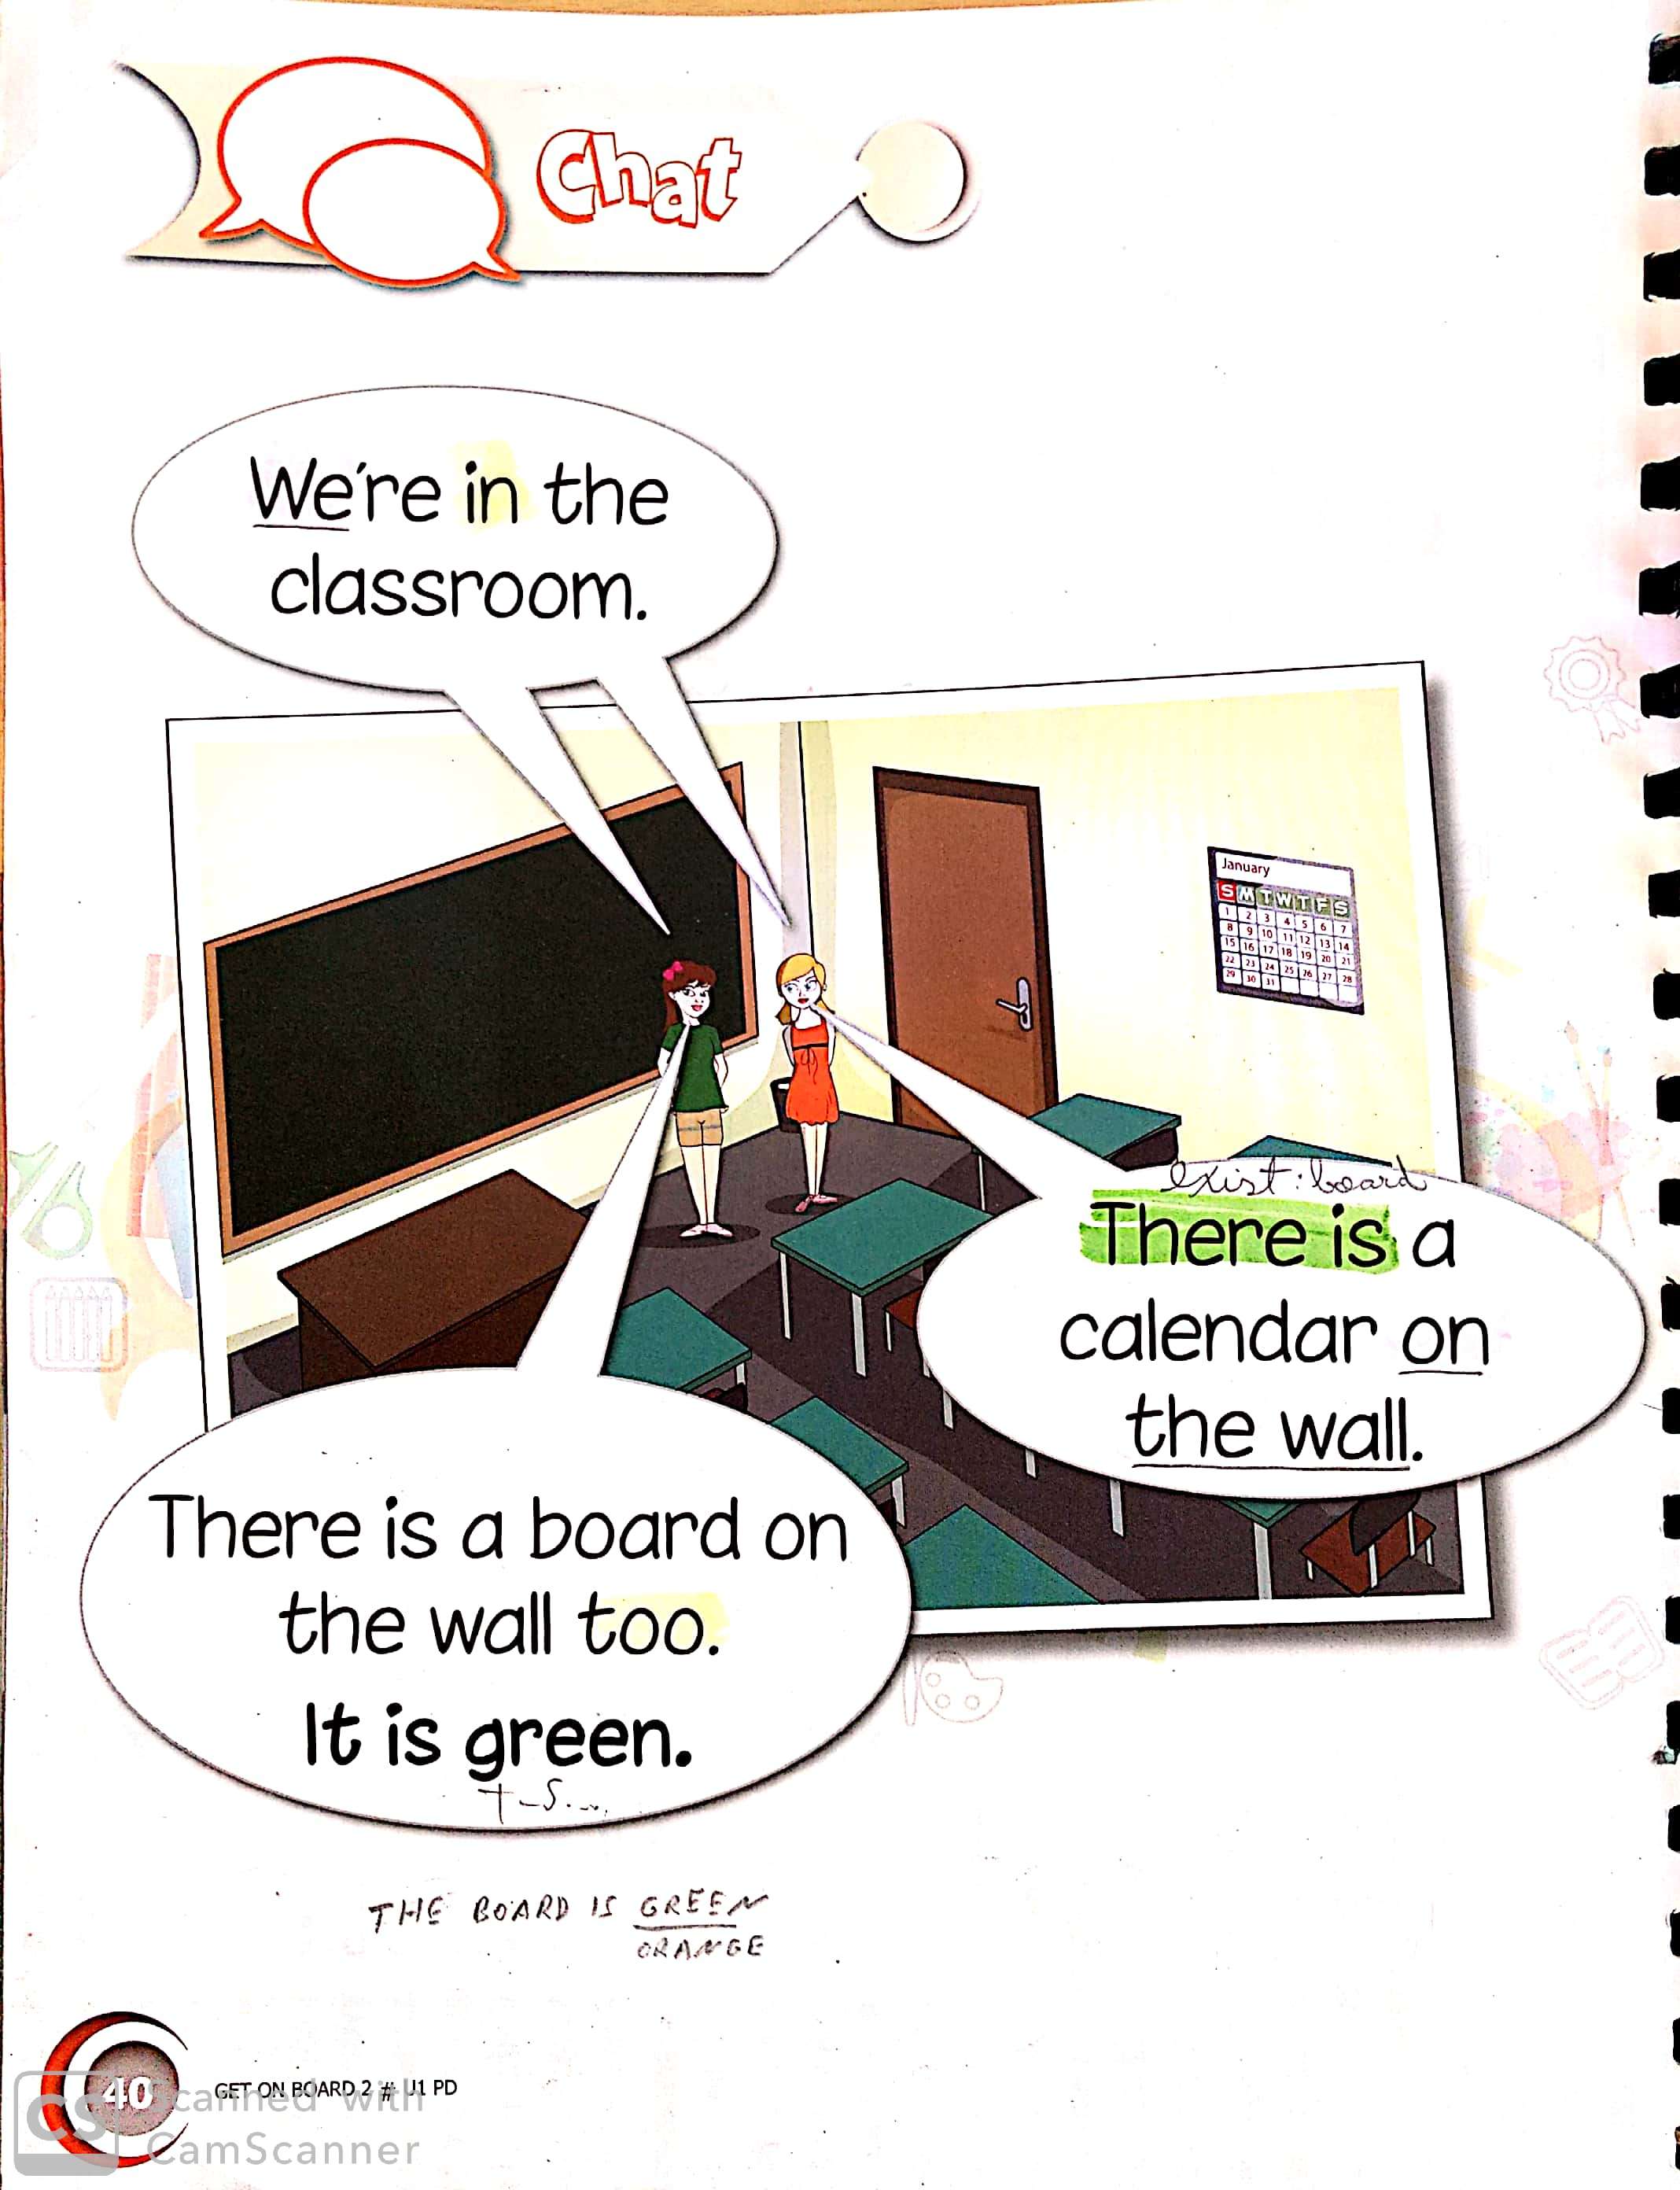 Chat
We're in the
classroom.
January
S M T W T F S
1 2 3 4 5 6 7
8 9 10 11 12 13 14
15 16 17 18 19 20 21
22 23 24 25 26 27 28
29 30 31
exist: board
There is a
calendar on
the wall.
There is a board on
the wall too.
It is green.
THE BOARD IS GREEN
ORANGE
40 GET ON BOARD 2 # U1 PD
CS Scanned with
CamScanner